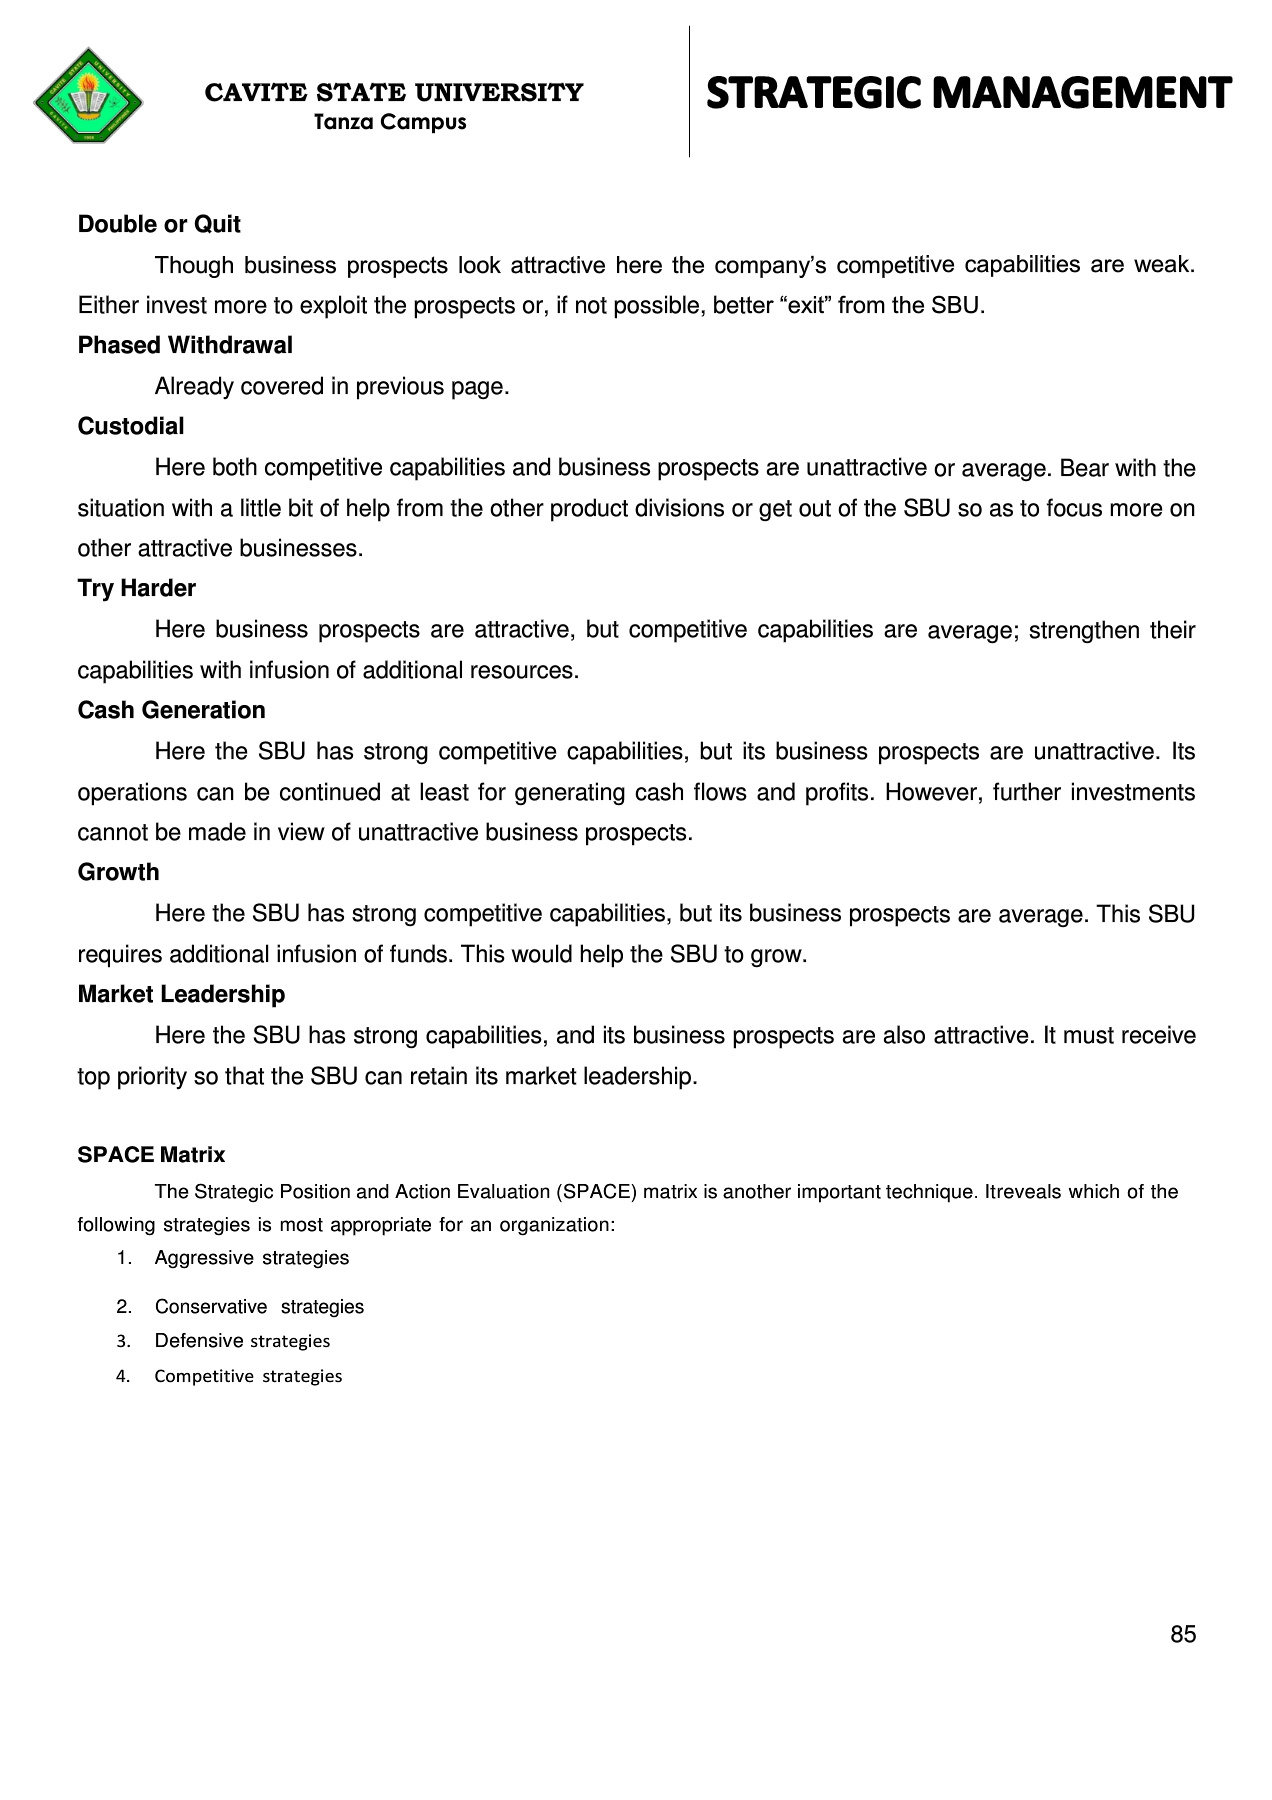 CAVITE STATE UNIVERSITY
Tanza Campus
STRATEGIC MANAGEMENT
Double or Quit
Though business prospects look attractive here the company’s competitive capabilities are weak.
Either invest more to exploit the prospects or, if not possible, better “exit” from the SBU.
Phased Withdrawal
Already covered in previous page.
Custodial
Here both competitive capabilities and business prospects are unattractive or average. Bear with the
situation with a little bit of help from the other product divisions or get out of the SBU so as to focus more on
other attractive businesses.
Try Harder
Here business prospects are attractive, but competitive capabilities are average; strengthen their
capabilities with infusion of additional resources.
Cash Generation
Here the SBU has strong competitive capabilities, but its business prospects are unattractive. Its
operations can be continued at least for generating cash flows and profits. However, further investments
cannot be made in view of unattractive business prospects.
Growth
Here the SBU has strong competitive capabilities, but its business prospects are average. This SBU
requires additional infusion of funds. This would help the SBU to grow.
Market Leadership
Here the SBU has strong capabilities, and its business prospects are also attractive. It must receive
top priority so that the SBU can retain its market leadership.
SPACE Matrix
The Strategic Position and Action Evaluation (SPACE) matrix is another important technique. Itreveals which of the
following strategies is most appropriate for an organization:
1. Aggressive strategies
2. Conservative strategies
3. Defensive strategies
4. Competitive strategies
85